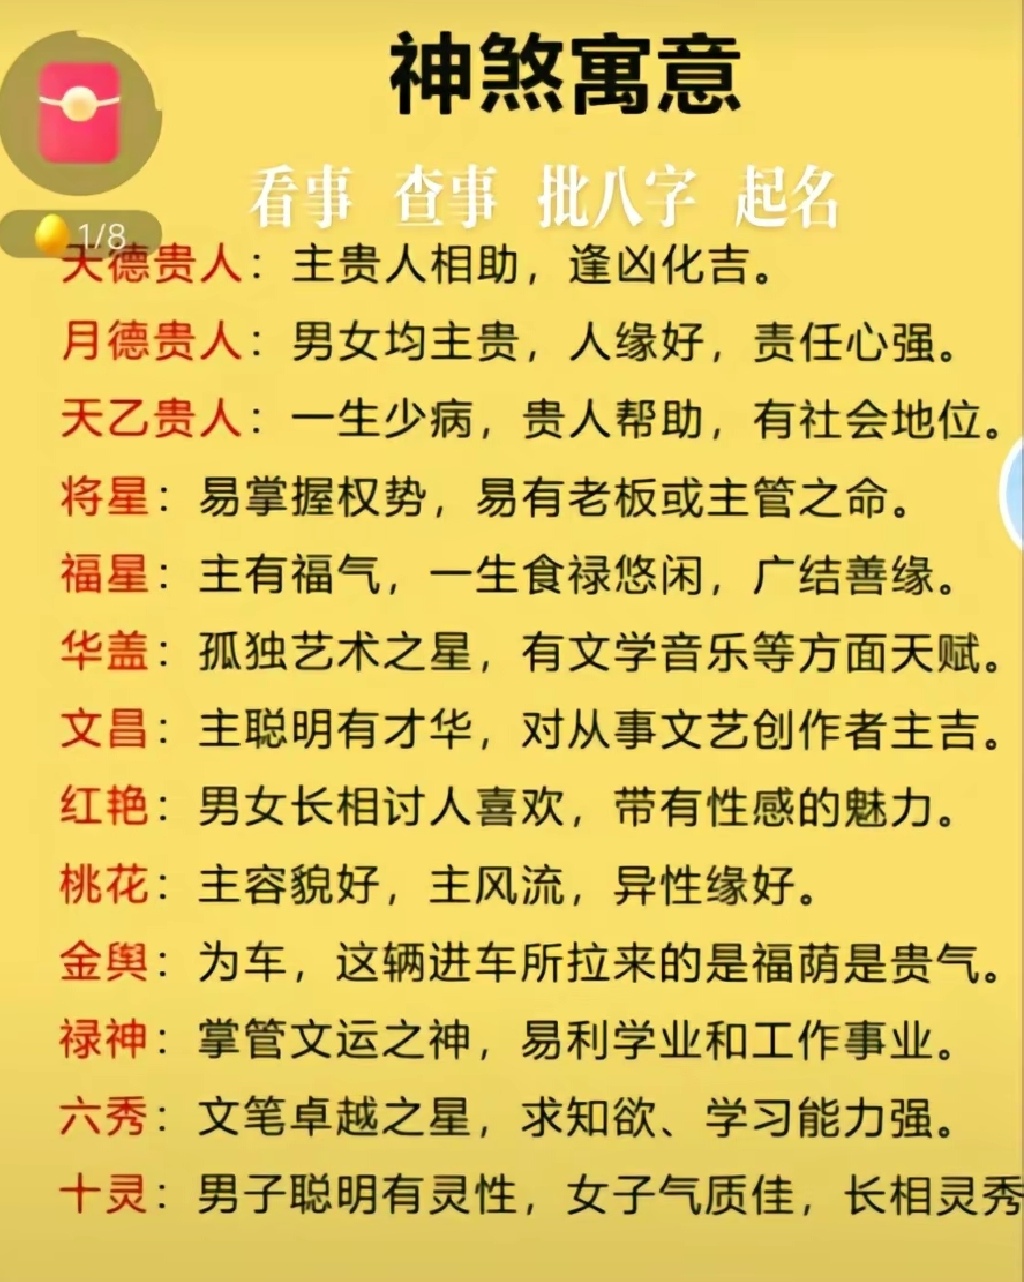 神煞寓意
看事 查事 批八字 起名
1/8
天德贵人：主贵人相助，逢凶化吉。
月德贵人：男女均主贵，人缘好，责任心强。
天乙贵人：一生少病，贵人帮助，有社会地位。
将星：易掌握权势，易有老板或主管之命。
福星：主有福气，一生食禄悠闲，广结善缘。
华盖：孤独艺术之星，有文学音乐等方面天赋。
文昌：主聪明有才华，对从事文艺创作者主吉。
红艳：男女长相讨人喜欢，带有性感的魅力。
桃花：主容貌好，主风流，异性缘好。
金舆：为车，这辆进车所拉来的是福荫是贵气。
禄神：掌管文运之神，易利学业和工作事业。
六秀：文笔卓越之星，求知欲、学习能力强。
十灵：男子聪明有灵性，女子气质佳，长相灵秀